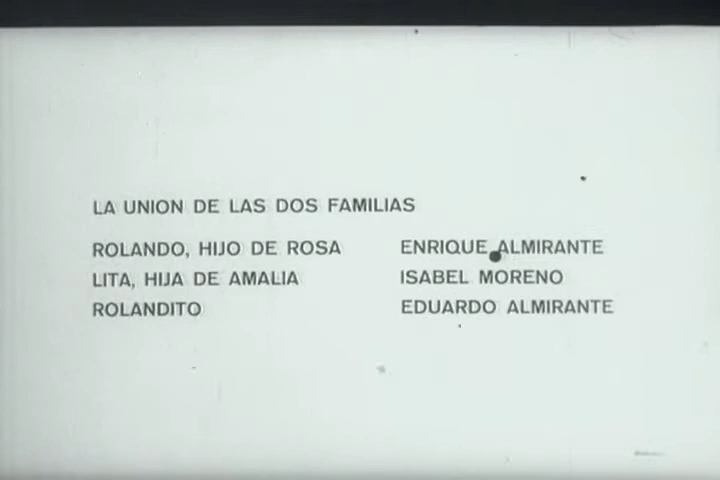 LA UNION DE LAS DOS FAMILIAS
ROLANDO, HIJO DE ROSA ENRIQUE ALMIRANTE
LITA, HIJA DE AMALIA ISABEL MORENO
ROLANDITO EDUARDO ALMIRANTE